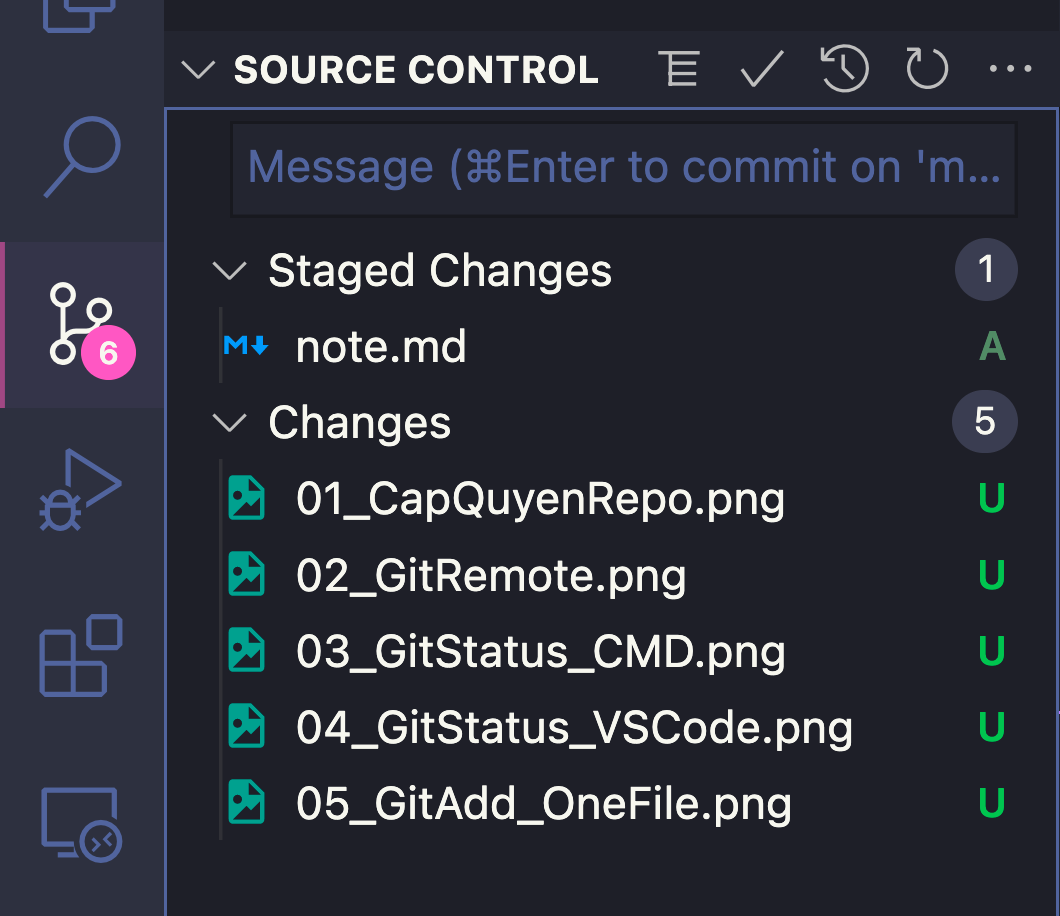 SOURCE CONTROL
Message (⌘Enter to commit on 'm...
Staged Changes 1
M note.md A
6
Changes 5
01_CapQuyenRepo.png U
02_GitRemote.png U
03_GitStatus_CMD.png U
04_GitStatus_VSCode.png U
05_GitAdd_OneFile.png U